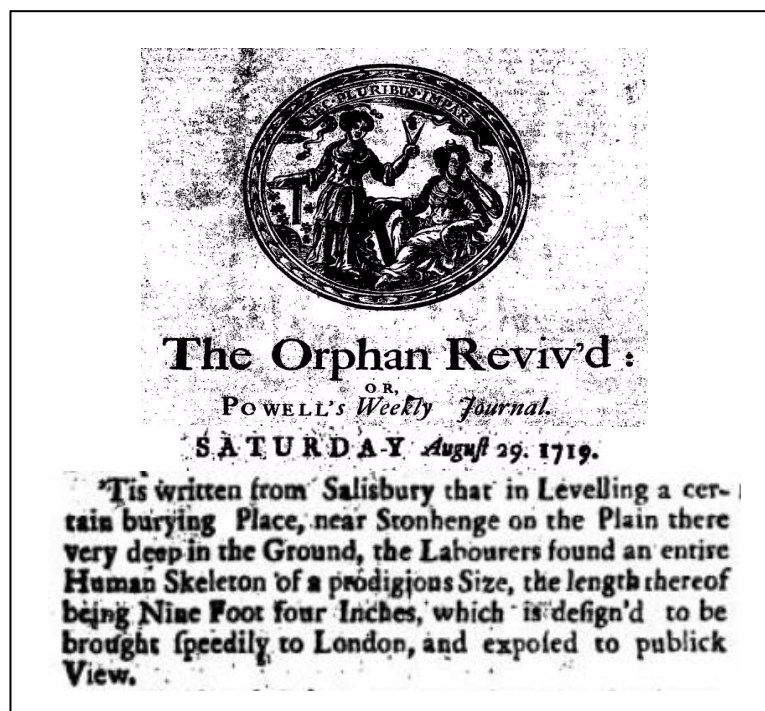 NEC PLURIBUS IMPAR
The Orphan Reviv'd :
OR,
POWELL's Weekly Journal.
SATURDAY Auguſt 29. 1719.
'Tis written from Salisbury that in Levelling a cer-
tain burying Place, near Stonhenge on the Plain there
very deep in the Ground, the Labourers found an entire
Human Skeleton of a prodigious Size, the length thereof
being Nine Foot four Inches, which is deſign'd to be
brought ſpeedily to London, and expoſed to publick
View.